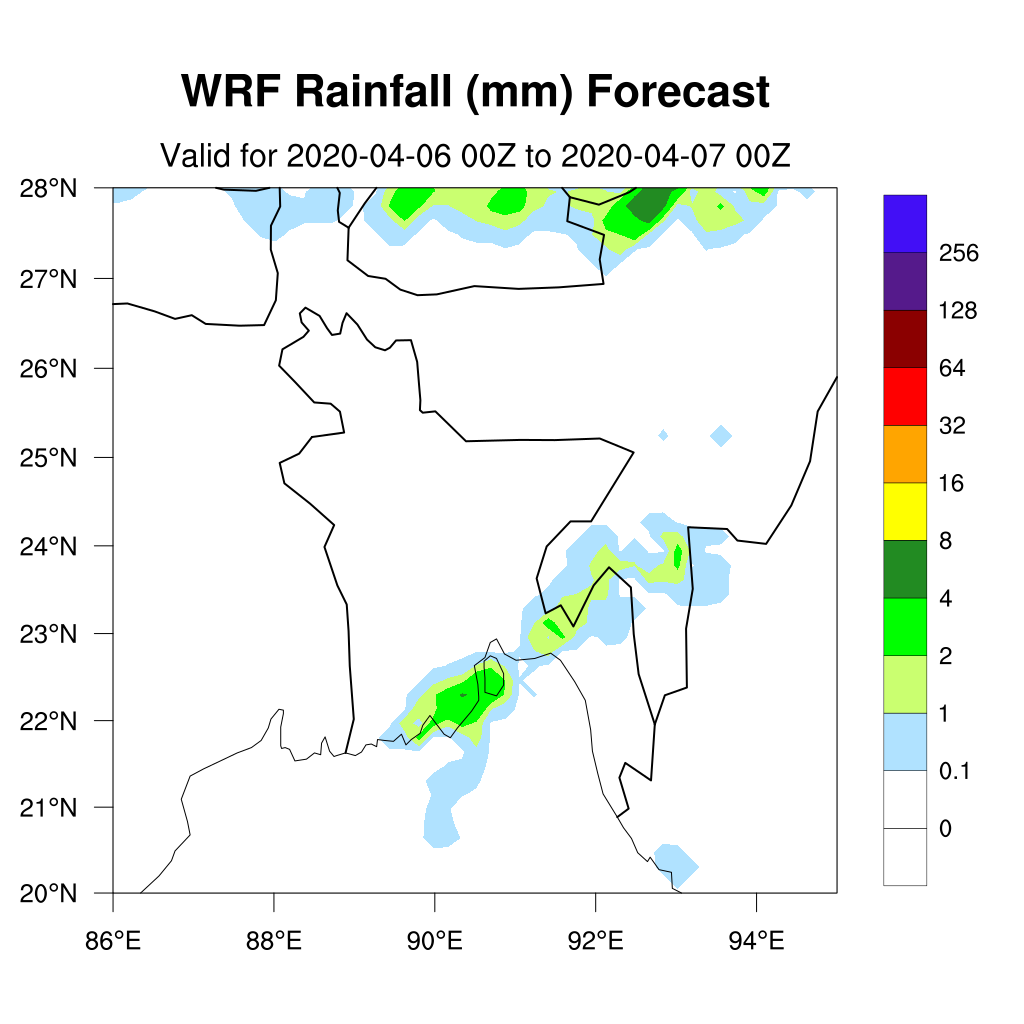 WRF Rainfall (mm) Forecast
Valid for 2020-04-06 00Z to 2020-04-07 00Z
28°N
27°N
26°N
25°N
24°N
23°N
22°N
21°N
20°N
86°E
88°E
90°E
92°E
94°E
256
128
64
32
16
8
4
2
1
0.1
0